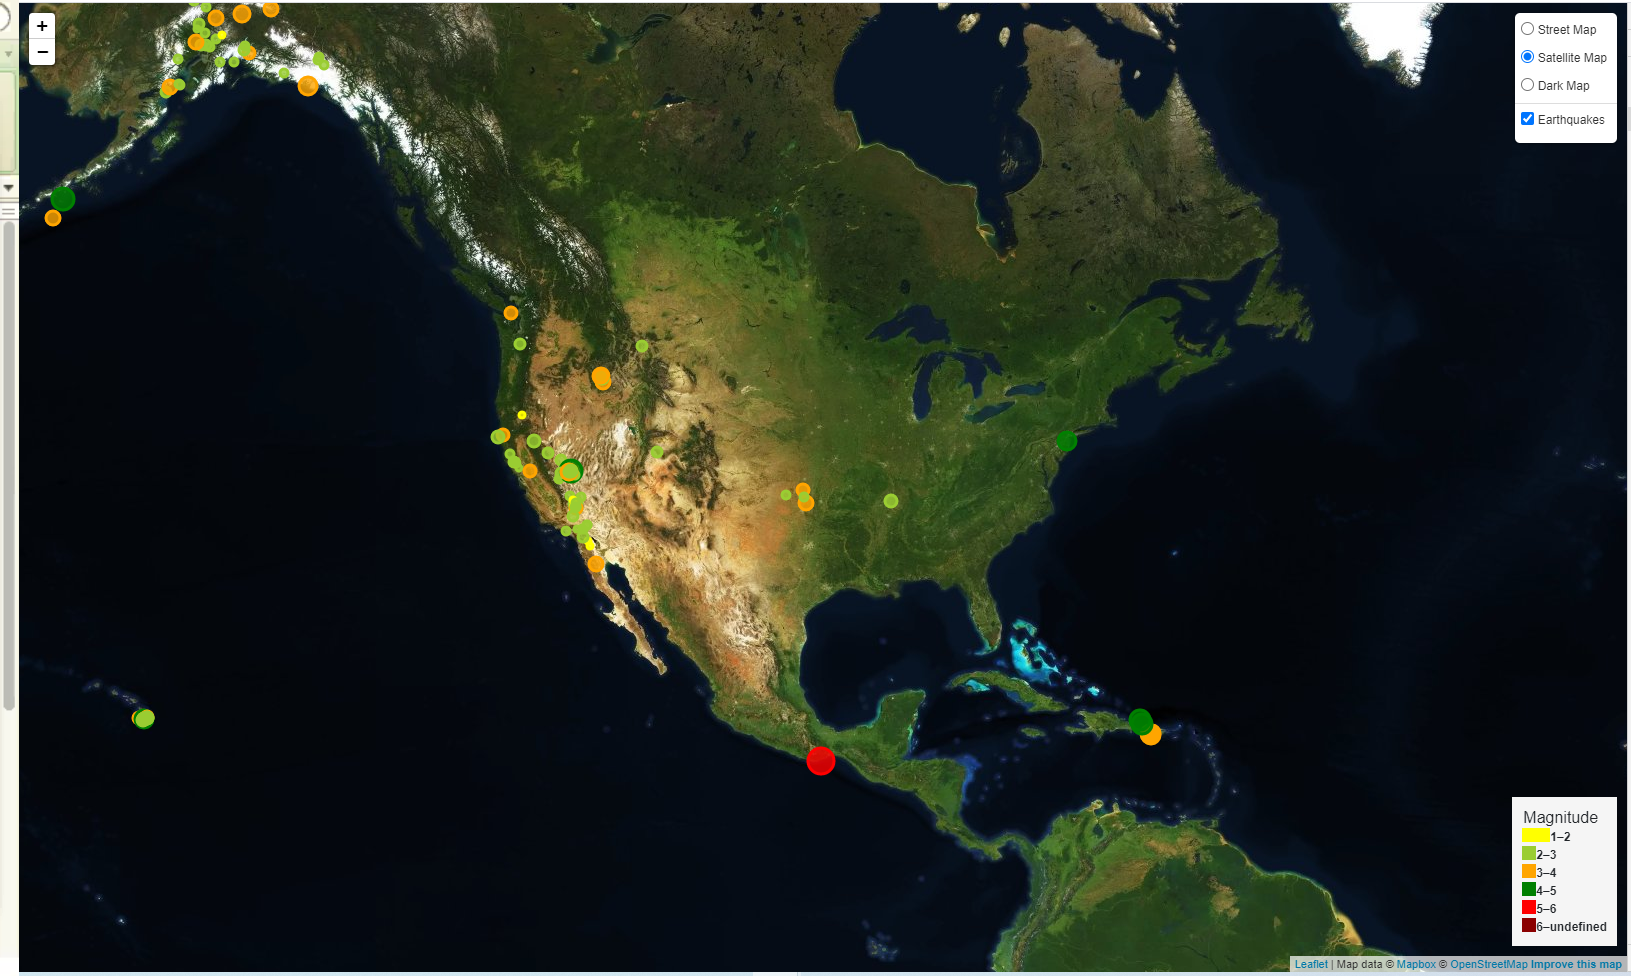 +
−
Street Map
Satellite Map
Dark Map
Earthquakes
Magnitude
1–2
2–3
3–4
4–5
5–6
6–undefined
Leaflet | Map data © Mapbox © OpenStreetMap Improve this map